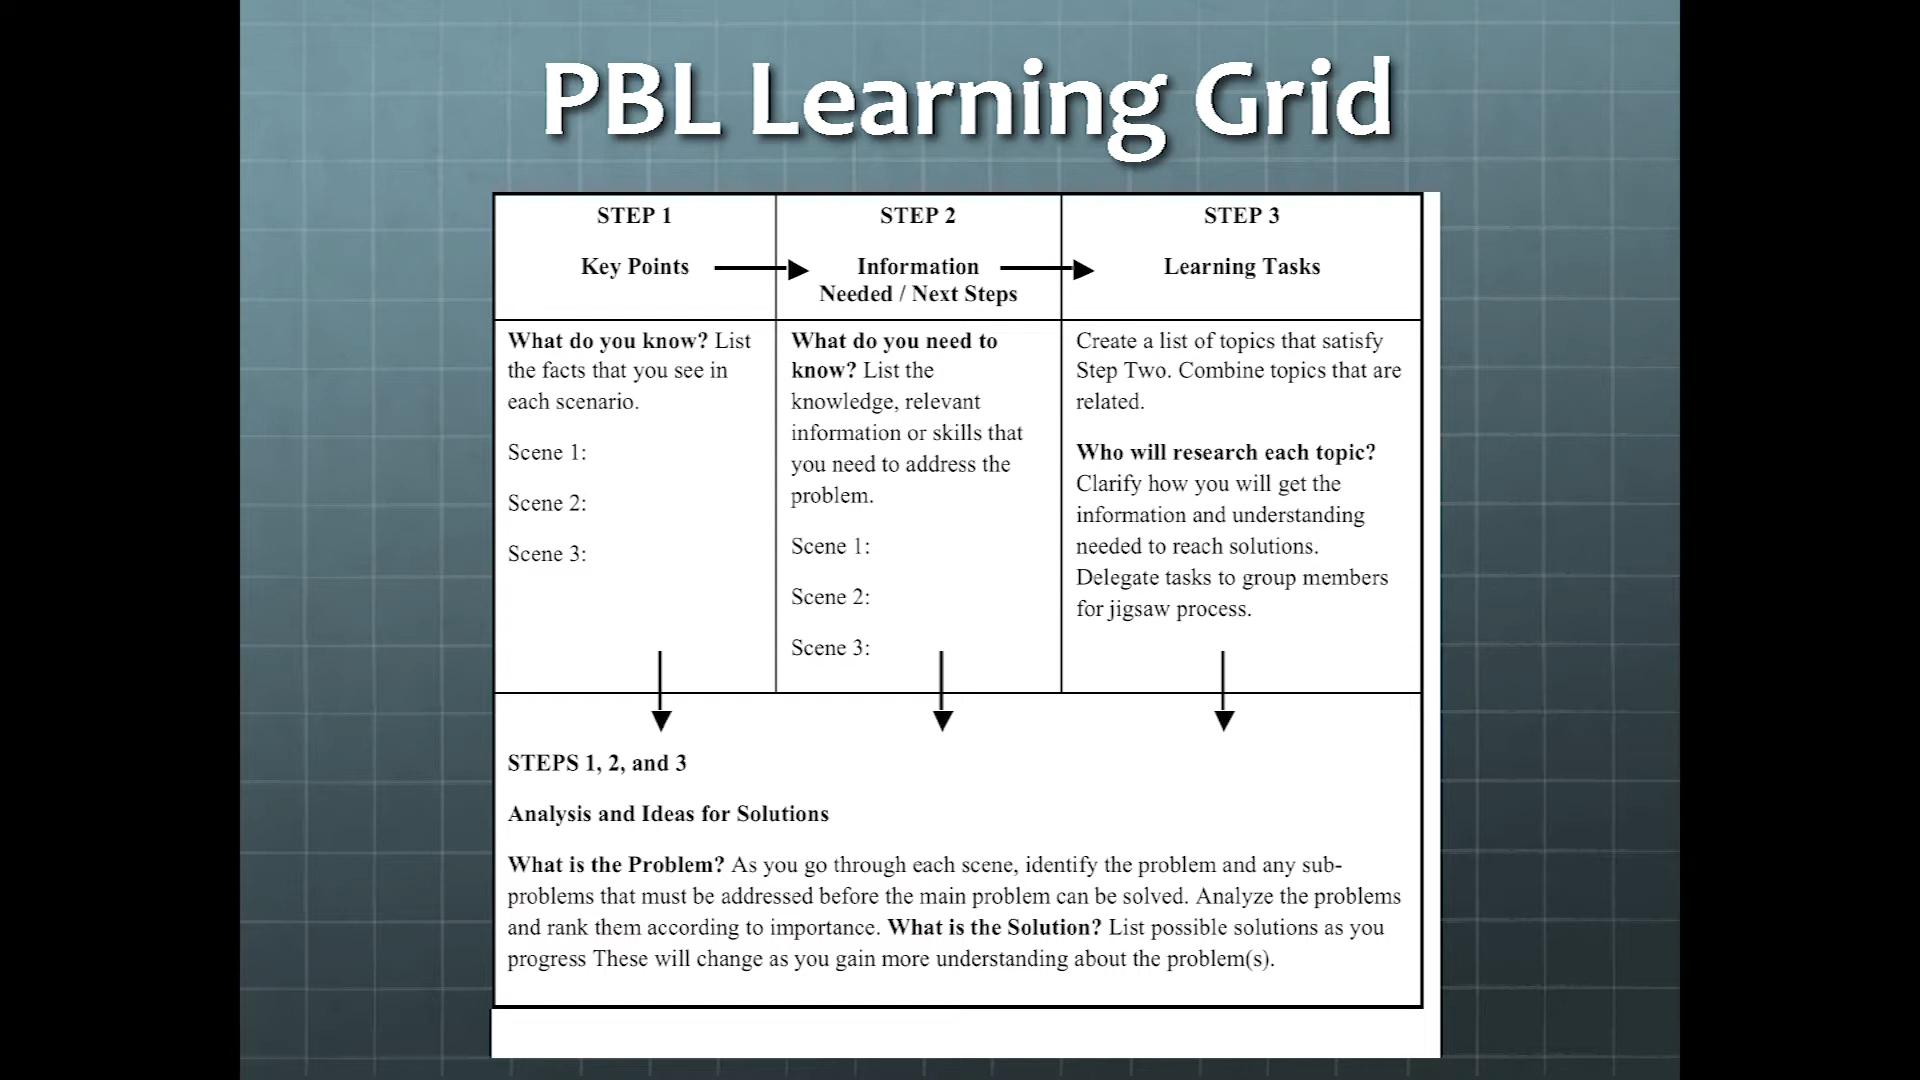 PBL Learning Grid
STEP 1
Key Points
STEP 2
Information
Needed / Next Steps
STEP 3
Learning Tasks
What do you know? List
the facts that you see in
each scenario.
Scene 1:
Scene 2:
Scene 3:
What do you need to
know? List the
knowledge, relevant
information or skills that
you need to address the
problem.
Scene 1:
Scene 2:
Scene 3:
Create a list of topics that satisfy
Step Two. Combine topics that are
related.
Who will research each topic?
Clarify how you will get the
information and understanding
needed to reach solutions.
Delegate tasks to group members
for jigsaw process.
STEPS 1, 2, and 3
Analysis and Ideas for Solutions
What is the Problem? As you go through each scene, identify the problem and any sub-
problems that must be addressed before the main problem can be solved. Analyze the problems
and rank them according to importance. What is the Solution? List possible solutions as you
progress These will change as you gain more understanding about the problem(s).